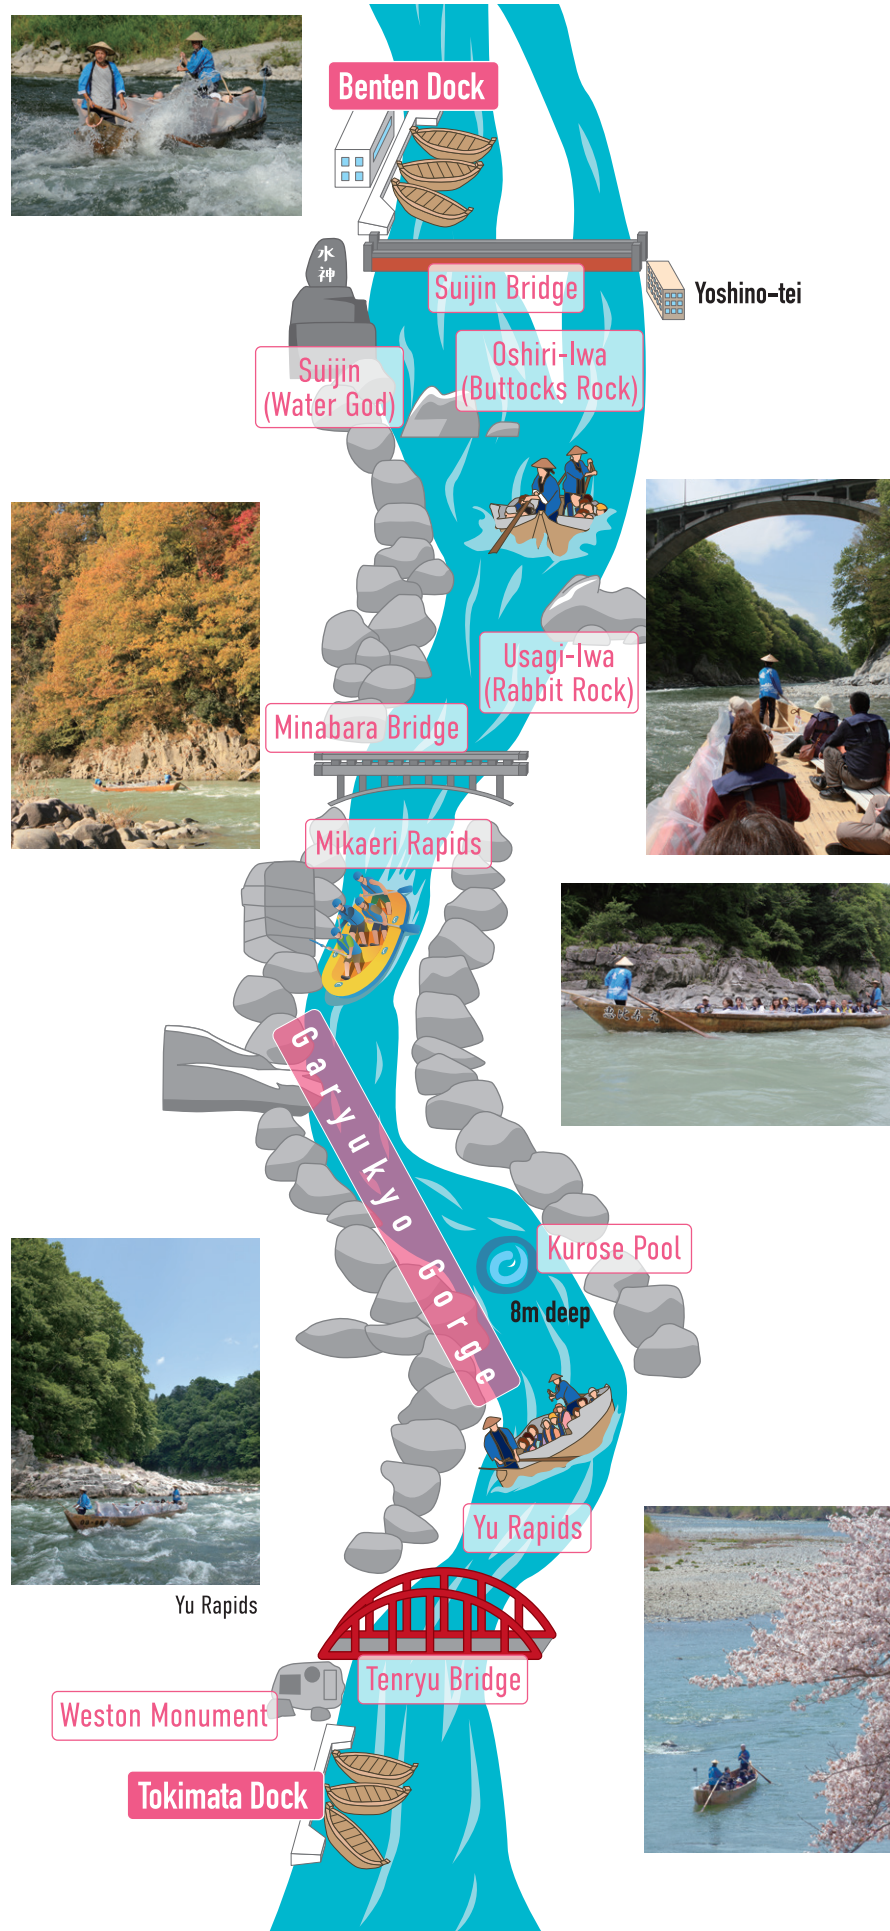 Benten Dock
水
神
Suijin Bridge
Yoshino-tei
Oshiri-Iwa
(Buttocks Rock)
Suijin
(Water God)
Usagi-Iwa
(Rabbit Rock)
Minabara Bridge
Mikaeri Rapids
Garyukyo Gorge
Kurose Pool
8m deep
Yu Rapids
Yu Rapids
Tenryu Bridge
Weston Monument
Tokimata Dock